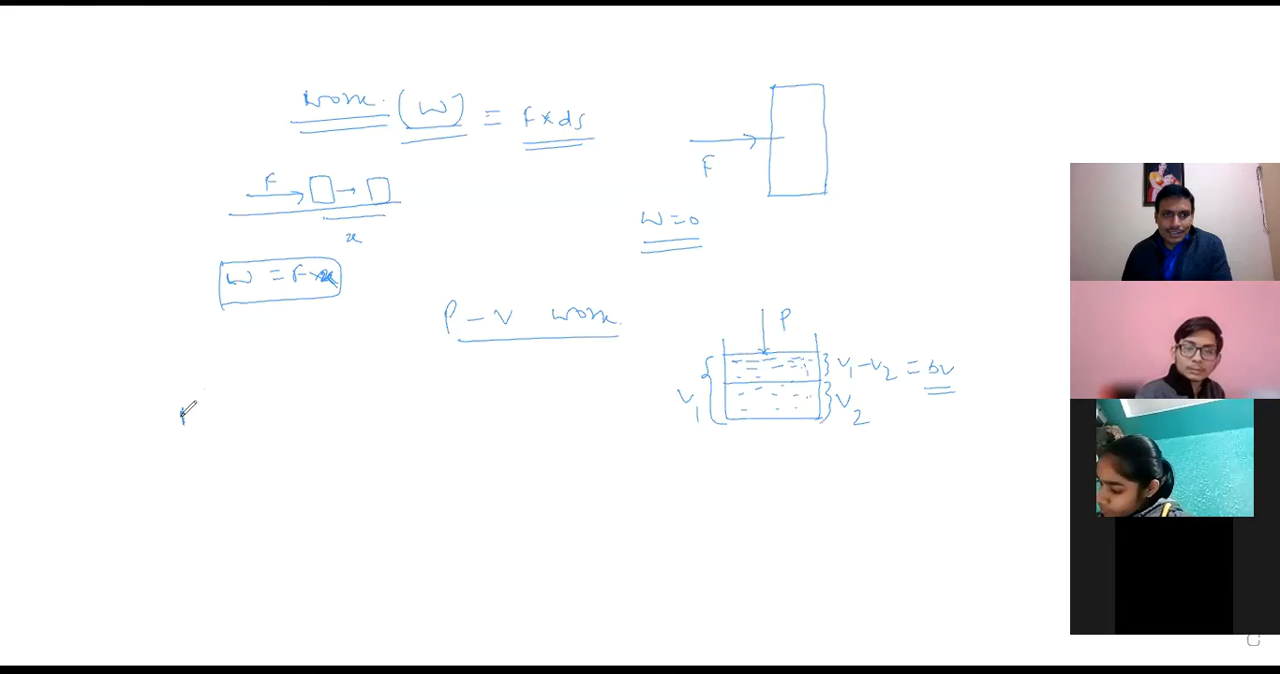 Work (W) = F × ds
F
F
x
W = 0
W = F × x
P – V work
P
V1 – V2 = ΔV
V1
V2